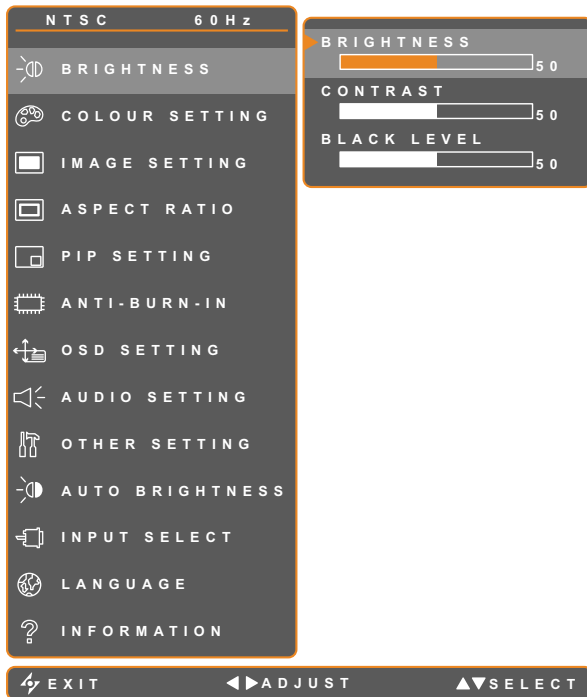 NTSC 60Hz
BRIGHTNESS
COLOUR SETTING
IMAGE SETTING
ASPECT RATIO
PIP SETTING
ANTI-BURN-IN
OSD SETTING
AUDIO SETTING
OTHER SETTING
AUTO BRIGHTNESS
INPUT SELECT
LANGUAGE
INFORMATION
BRIGHTNESS
50
CONTRAST
50
BLACK LEVEL
50
EXIT ◀▶ADJUST ▲▼SELECT